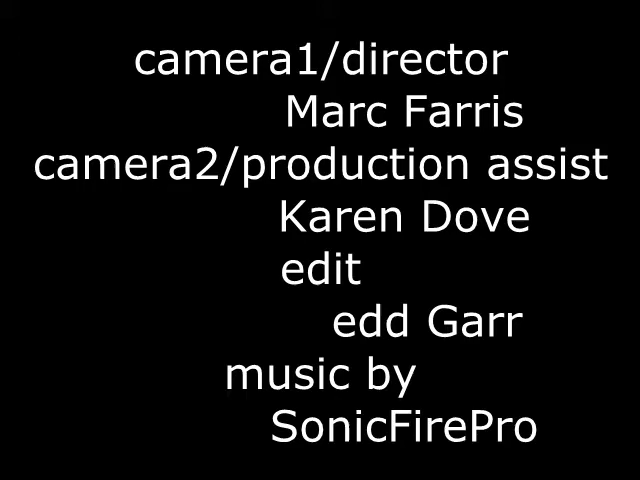 camera1/director
Marc Farris
camera2/production assist
Karen Dove
edit
edd Garr
music by
SonicFirePro